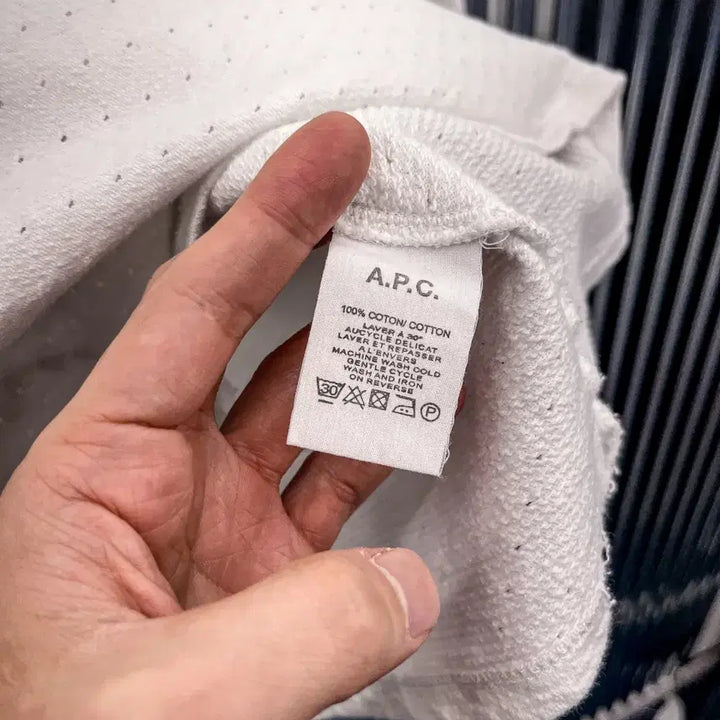 A.P.C.
100% COTON/ COTTON
LAVER À 30°
AUCYCLE DELICAT
LAVER ET REPASSER
A L'ENVERS
MACHINE WASH COLD
GENTLE CYCLE
WASH AND IRON
ON REVERSE
30 P